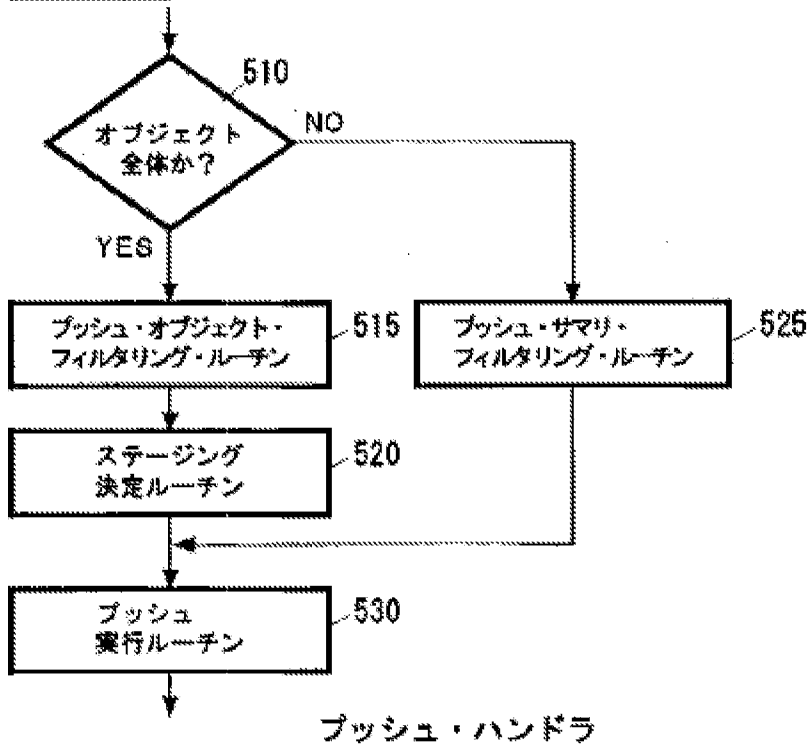 510
オブジェクト
全体か?
NO
YES
プッシュ・オブジェクト・
フィルタリング・ルーチン
515
プッシュ・サマリ・
フィルタリング・ルーチン
525
ステージング
決定ルーチン
520
プッシュ
実行ルーチン
530
プッシュ・ハンドラ